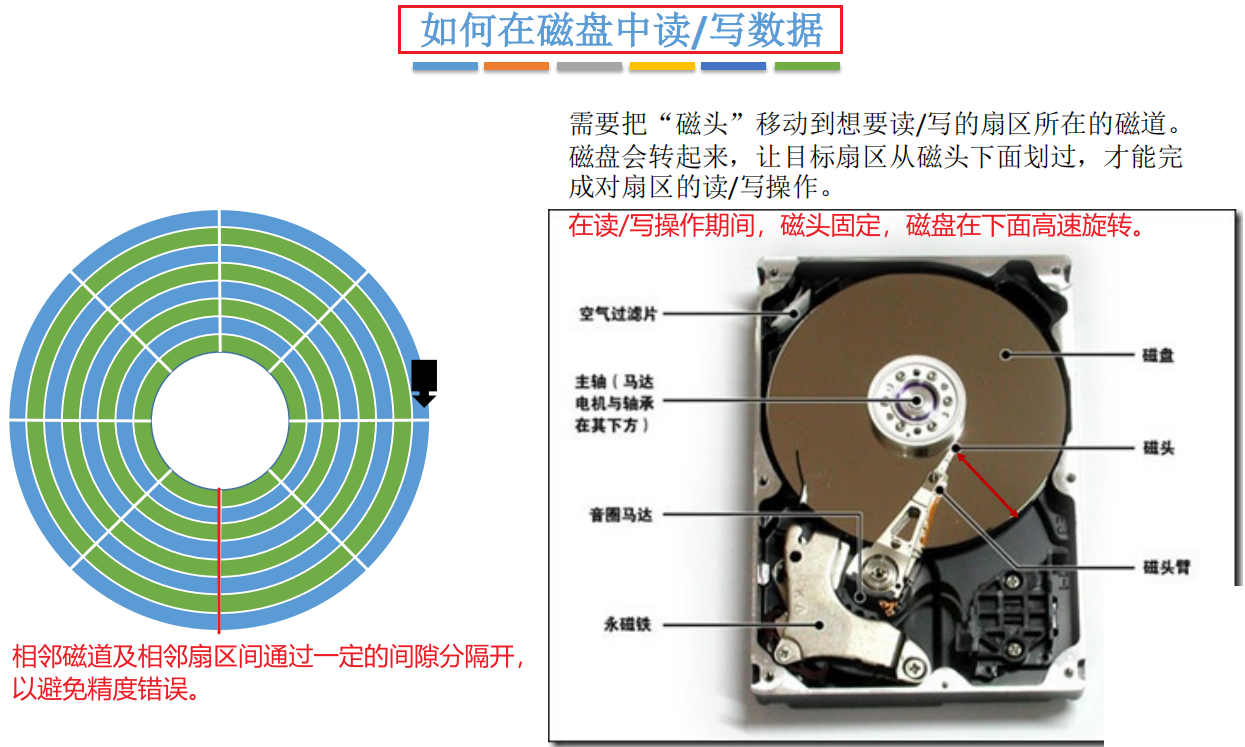 如何在磁盘中读/写数据
需要把“磁头”移动到想要读/写的扇区所在的磁道。
磁盘会转起来，让目标扇区从磁头下面划过，才能完
成对扇区的读/写操作。
在读/写操作期间，磁头固定，磁盘在下面高速旋转。
空气过滤片
主轴（马达
电机与轴承
在其下方）
音圈马达
永磁铁
磁盘
磁头
磁头臂
相邻磁道及相邻扇区间通过一定的间隙分隔开，
以避免精度错误。